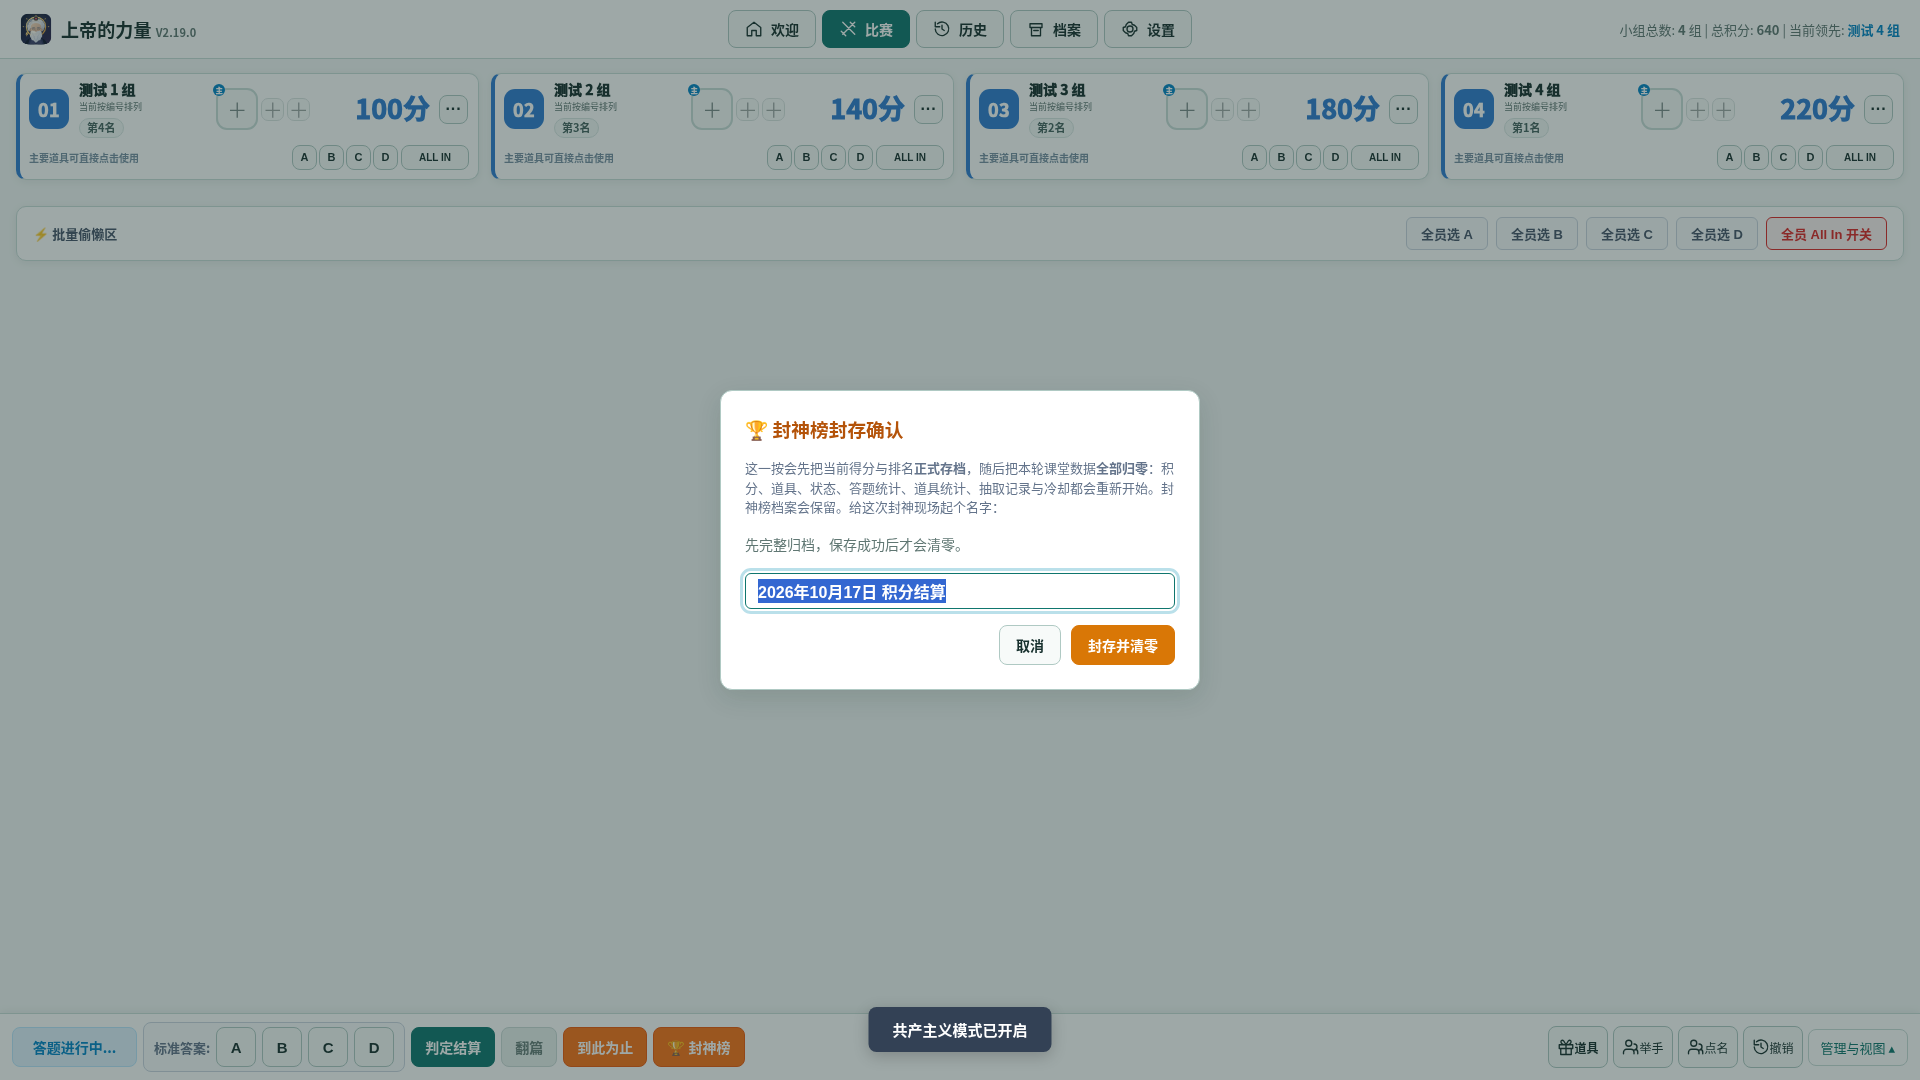 上帝的力量 V2.19.0
欢迎
比赛
历史
档案
设置
小组总数: 4 组 | 总积分: 640 | 当前领先: 测试 4 组
01
测试 1 组
当前按编号排列
第4名
主
100分
主要道具可直接点击使用
A B C D ALL IN
02
测试 2 组
当前按编号排列
第3名
主
140分
主要道具可直接点击使用
A B C D ALL IN
03
测试 3 组
当前按编号排列
第2名
主
180分
主要道具可直接点击使用
A B C D ALL IN
04
测试 4 组
当前按编号排列
第1名
主
220分
主要道具可直接点击使用
A B C D ALL IN
⚡ 批量偷懒区
全员选 A
全员选 B
全员选 C
全员选 D
全员 All In 开关
🏆 封神榜封存确认
这一按会先把当前得分与排名正式存档，随后把本轮课堂数据全部归零：积
分、道具、状态、答题统计、道具统计、抽取记录与冷却都会重新开始。封
神榜档案会保留。给这次封神现场起个名字：
先完整归档，保存成功后才会清零。
2026年10月17日 积分结算
取消
封存并清零
共产主义模式已开启
答题进行中...
标准答案: A B C D
判定结算
翻篇
到此为止
🏆 封神榜
道具
举手
点名
撤销
管理与视图 ▴